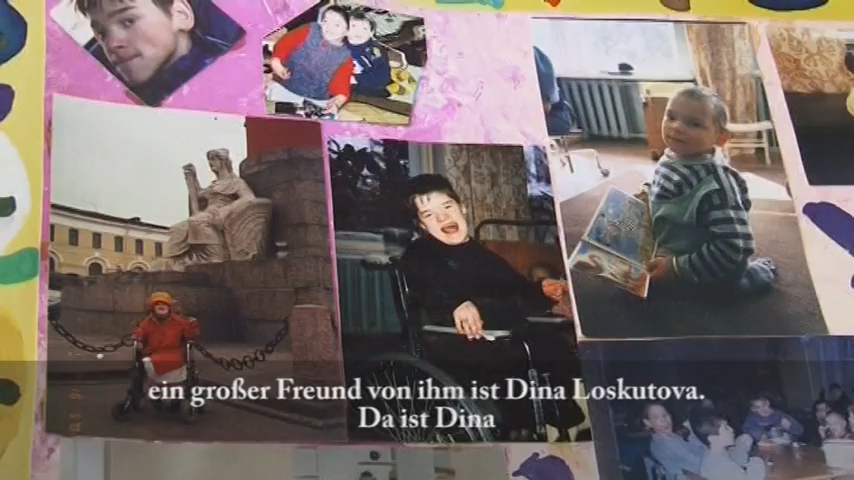 ein großer Freund von ihm ist Dina Loskutova.
Da ist Dina